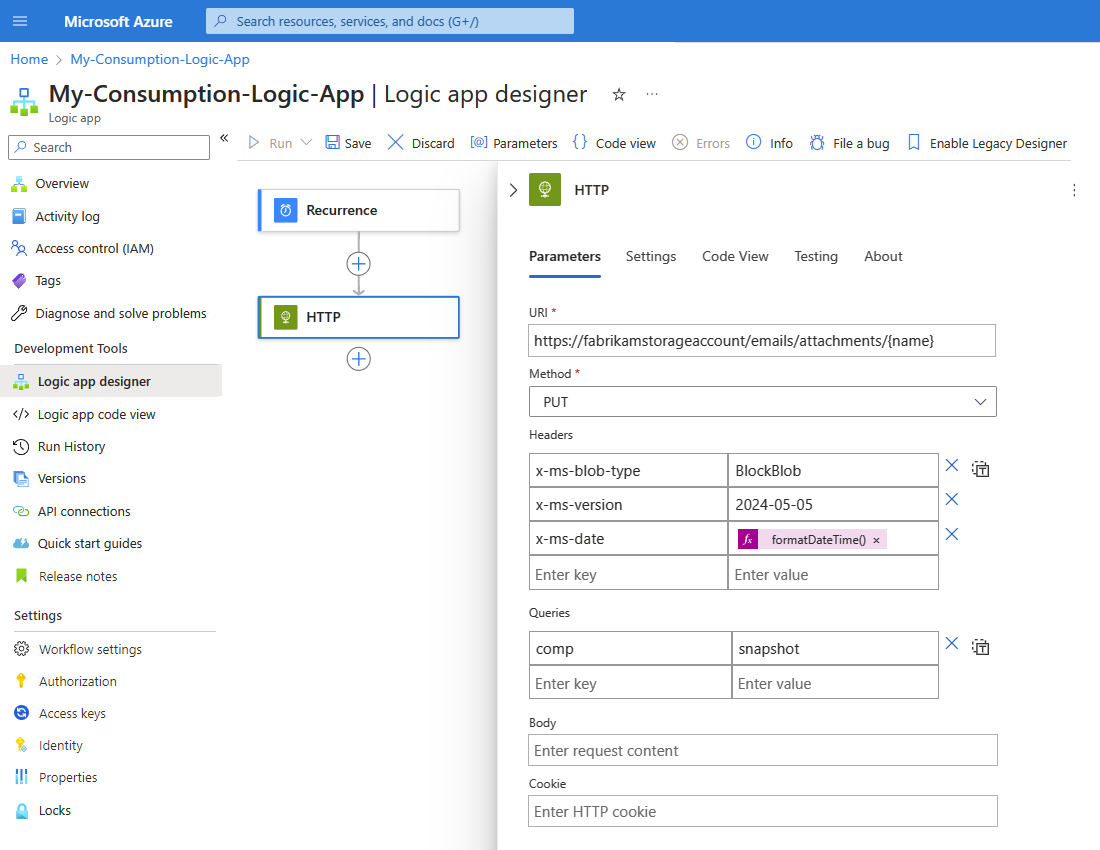 Microsoft Azure
Search resources, services, and docs (G+/)
Home > My-Consumption-Logic-App
My-Consumption-Logic-App | Logic app designer
Logic app
Search
Overview
Activity log
Access control (IAM)
Tags
Diagnose and solve problems
Development Tools
Logic app designer
Logic app code view
Run History
Versions
API connections
Quick start guides
Release notes
Settings
Workflow settings
Authorization
Access keys
Identity
Properties
Locks
Run Save Discard Parameters Code view Errors Info File a bug Enable Legacy Designer
Recurrence
HTTP
HTTP
Parameters Settings Code View Testing About
URI *
https://fabrikamstorageaccount/emails/attachments/{name}
Method *
PUT
Headers
x-ms-blob-type BlockBlob
x-ms-version 2024-05-05
x-ms-date fx formatDateTime() ×
Enter key Enter value
Queries
comp snapshot
Enter key Enter value
Body
Enter request content
Cookie
Enter HTTP cookie